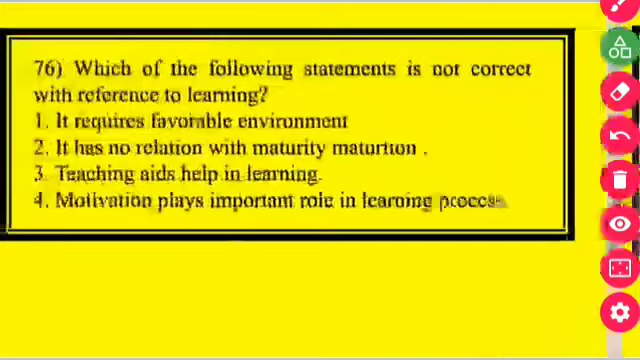 76) Which of the following statements is not correct
with reference to learning?
1. It requires favorable environment
2. It has no relation with maturity maturtion .
3. Teaching aids help in learning.
4. Motivation plays important role in learning process.